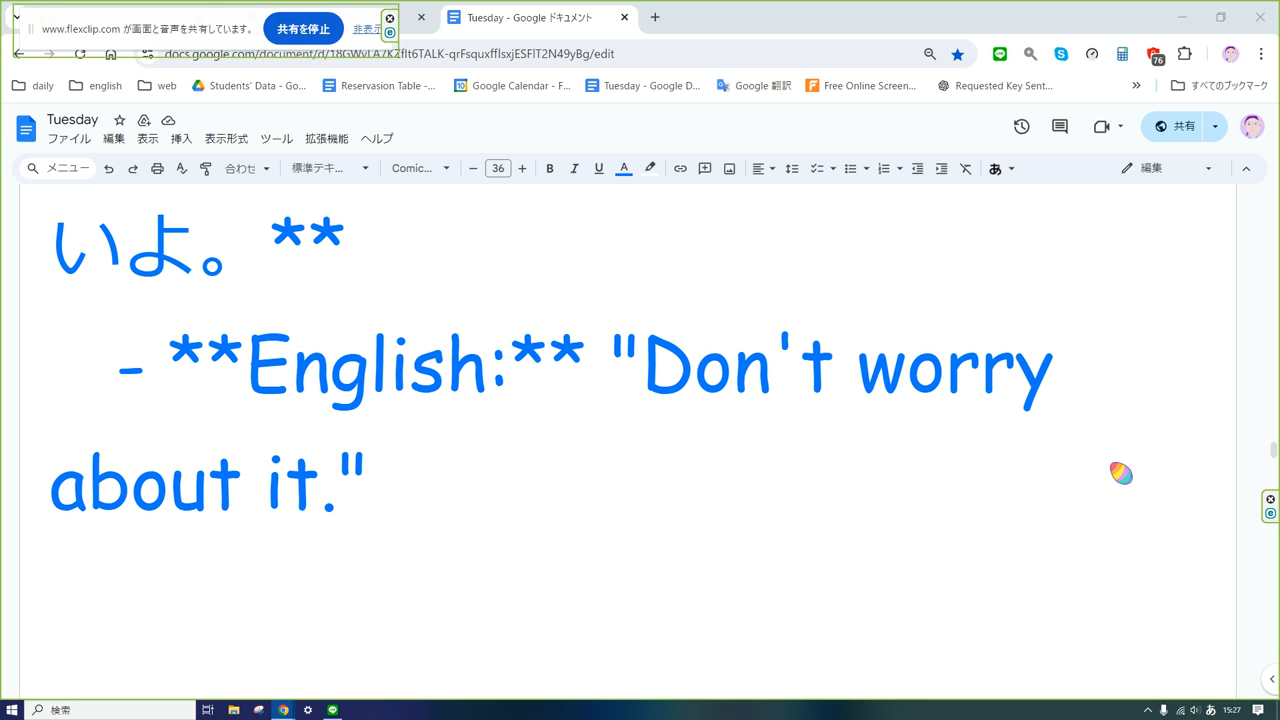 www.flexclip.com が画面と音声を共有しています。 共有を停止 非表示
Tuesday - Google ドキュメント
docs.google.com/document/d/
/edit
daily english web Students' Data - Go... Reservasion Table -... Google Calendar - F... Tuesday - Google D... Google 翻訳 Free Online Screen... Requested Key Sent... » すべてのブックマーク
76
Tuesday
ファイル 編集 表示 挿入 表示形式 ツール 拡張機能 ヘルプ
共有
メニュー 合わせ 標準テキ... Comic... − 36 + B I U A あ 編集
いよ。 **
- **English:** "Don't worry
about it."
検索
あ 15:27